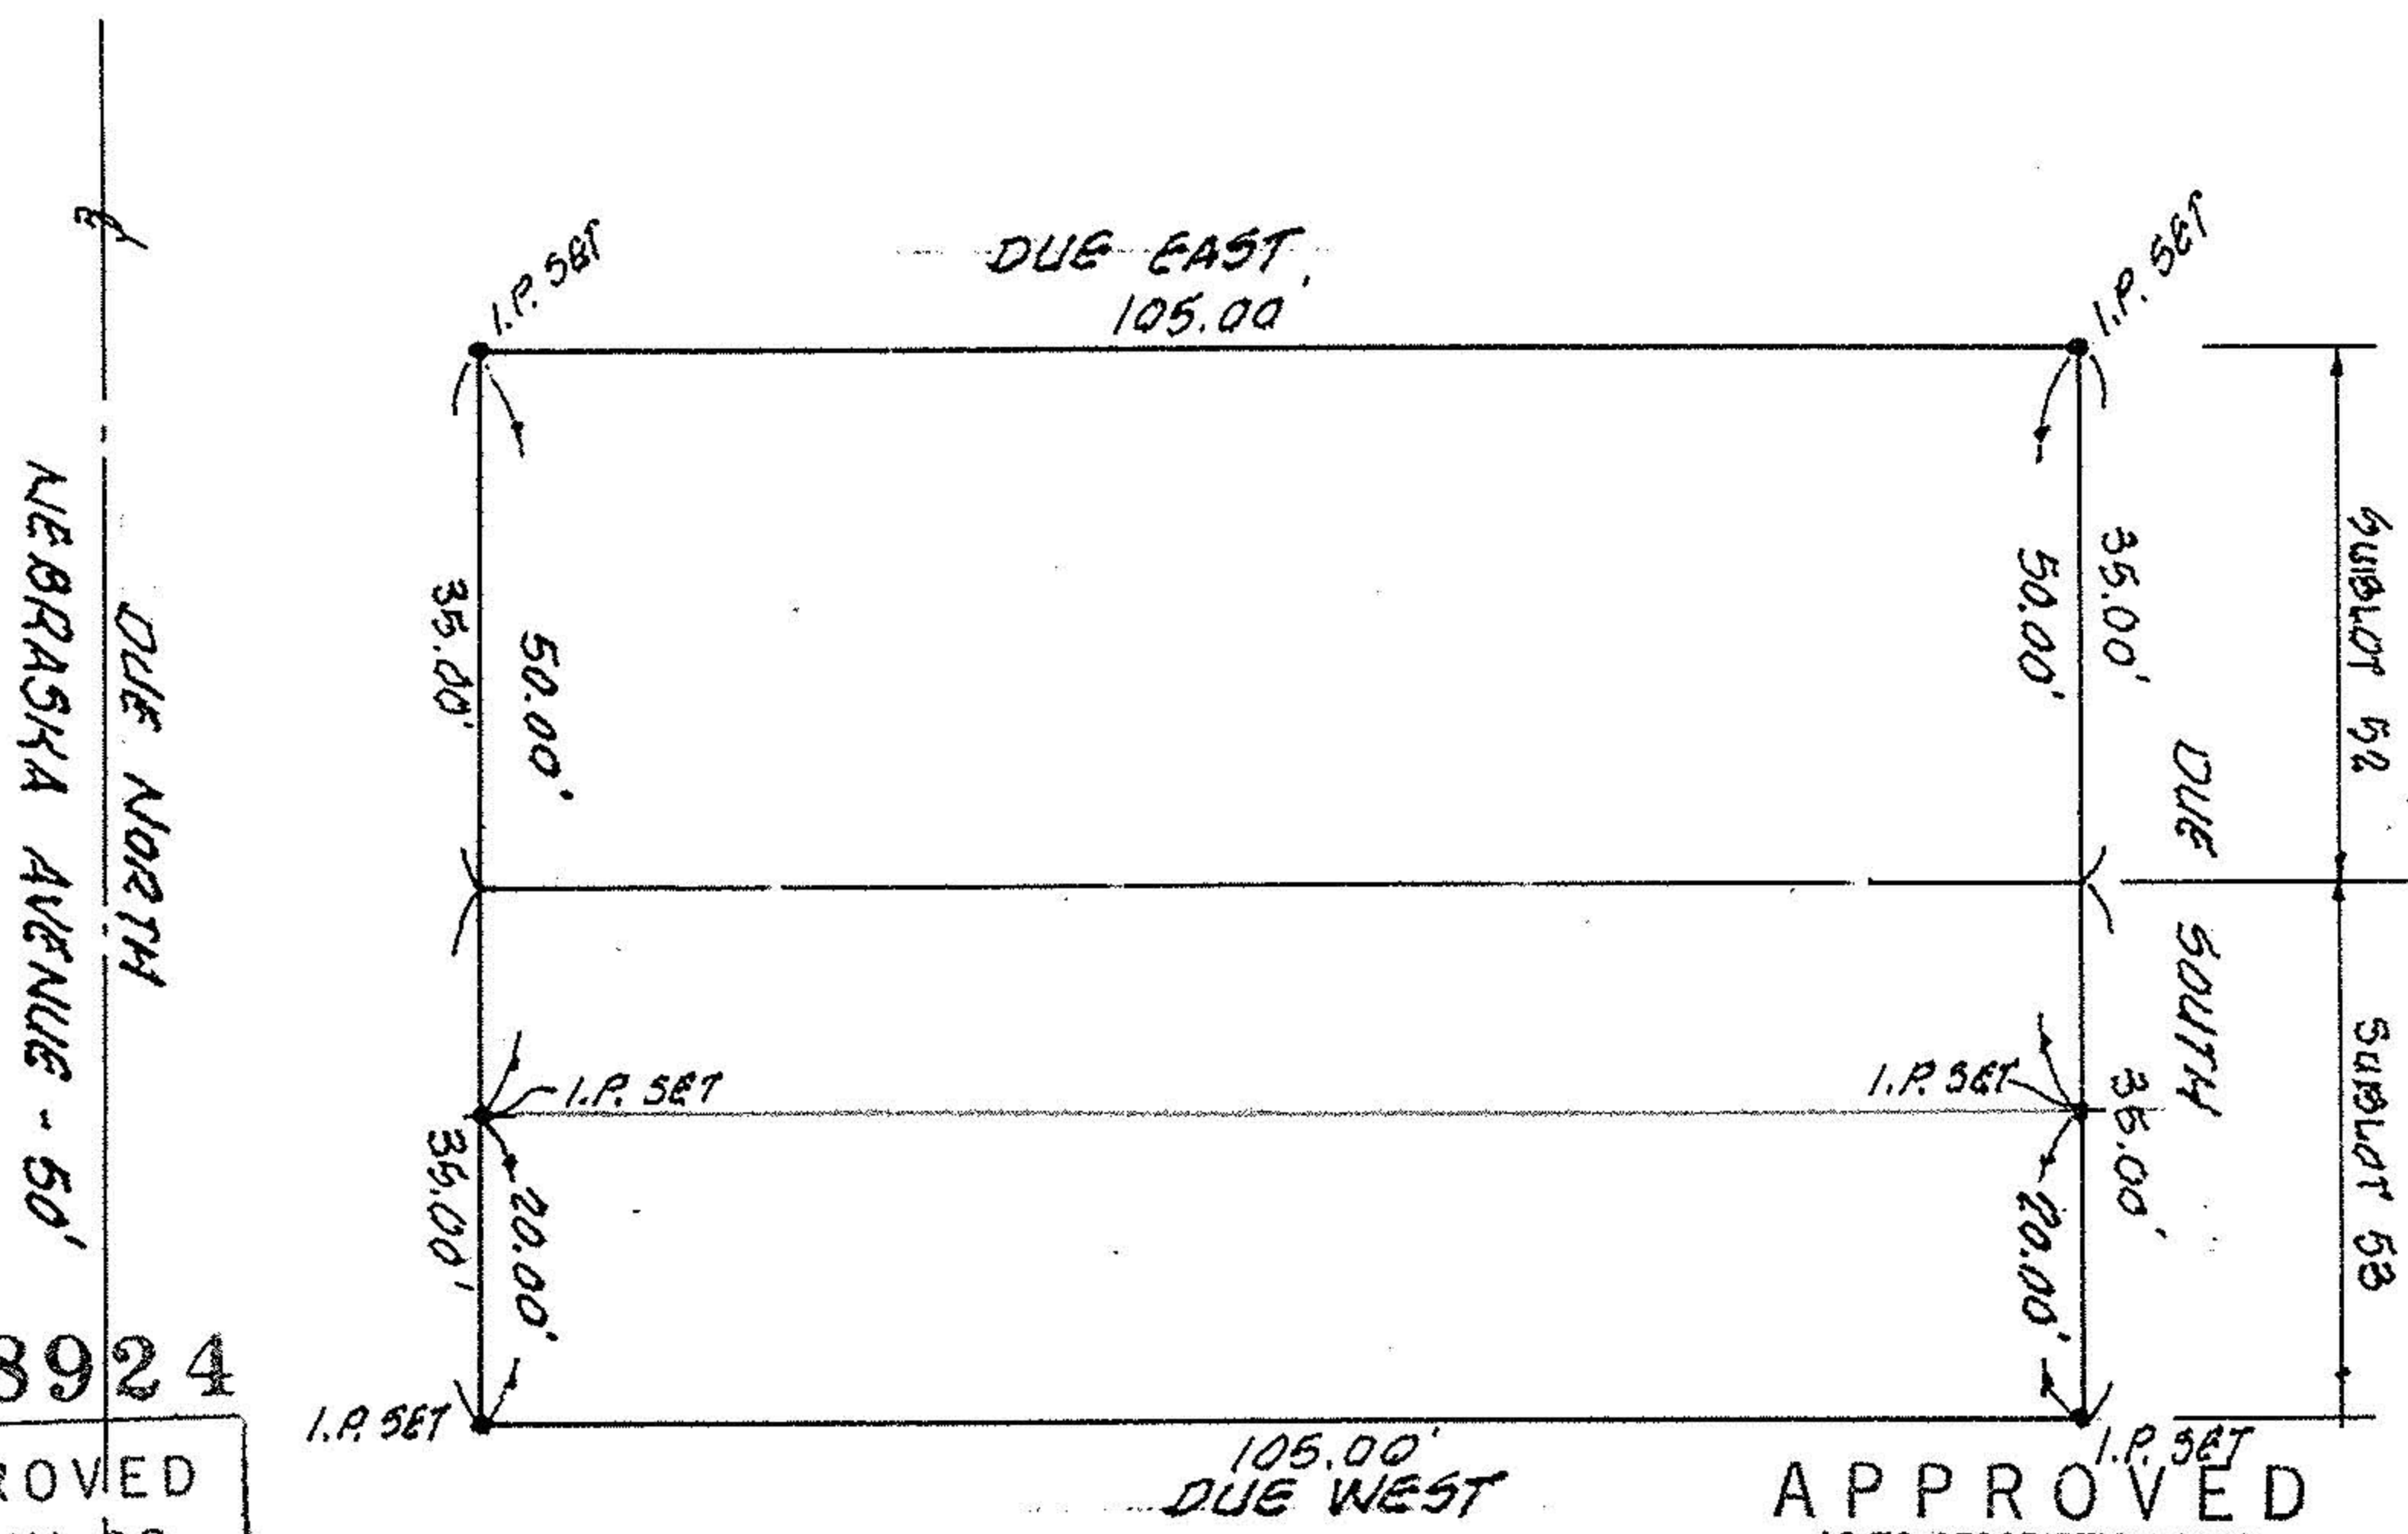 DUE EAST
105.00'
I.P. SET
I.P. SET
35.00'
50.00'
50.00'
35.00'
SUBLOT 52
DUE SOUTH
DUE NORTH
NEBRASKA AVENUE - 50'
I.P. SET
I.P. SET
35.00'
20.00'
20.00'
35.00'
SUBLOT 53
8924
I.P. SET
I.P. SET
105.00'
DUE WEST
ROVED
APPROVED